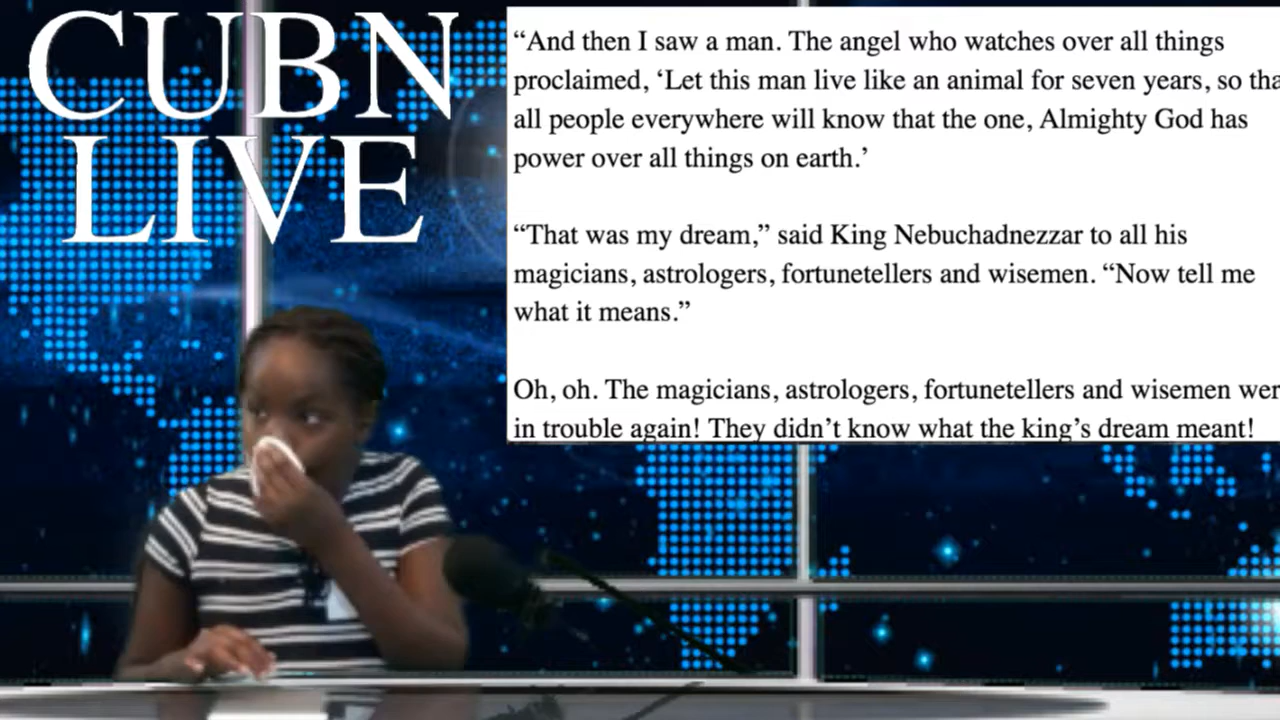 CUBN
LIVE
“And then I saw a man. The angel who watches over all things
proclaimed, ‘Let this man live like an animal for seven years, so
all people everywhere will know that the one, Almighty God has
power over all things on earth.’
“That was my dream,” said King Nebuchadnezzar to all his
magicians, astrologers, fortunetellers and wisemen. “Now tell me
what it means.”
Oh, oh. The magicians, astrologers, fortunetellers and wisemen
in trouble again! They didn’t know what the king’s dream meant!